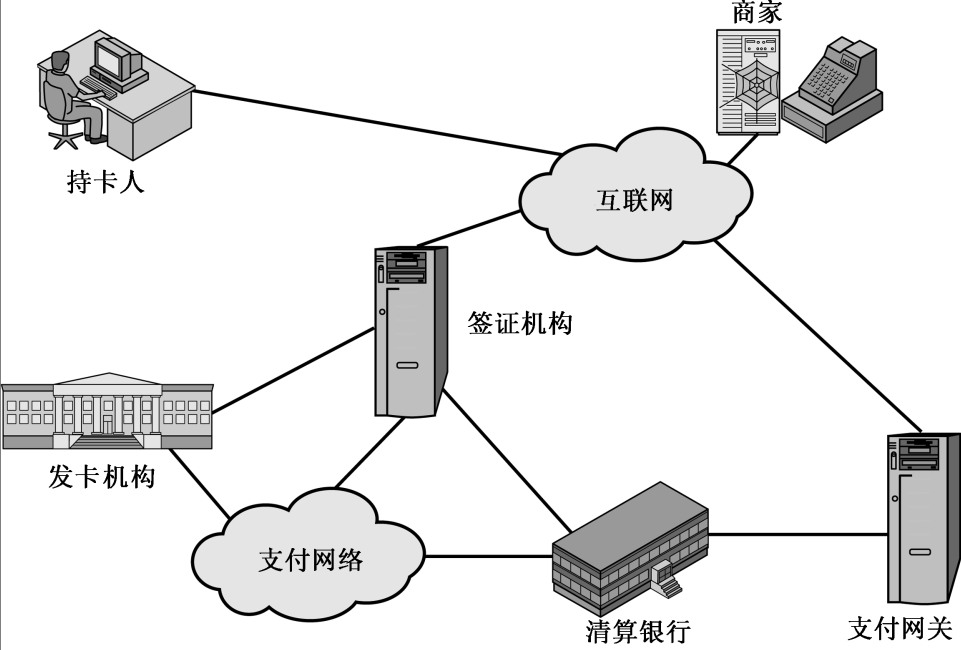 商家
持卡人
互联网
签证机构
发卡机构
支付网络
清算银行
支付网关